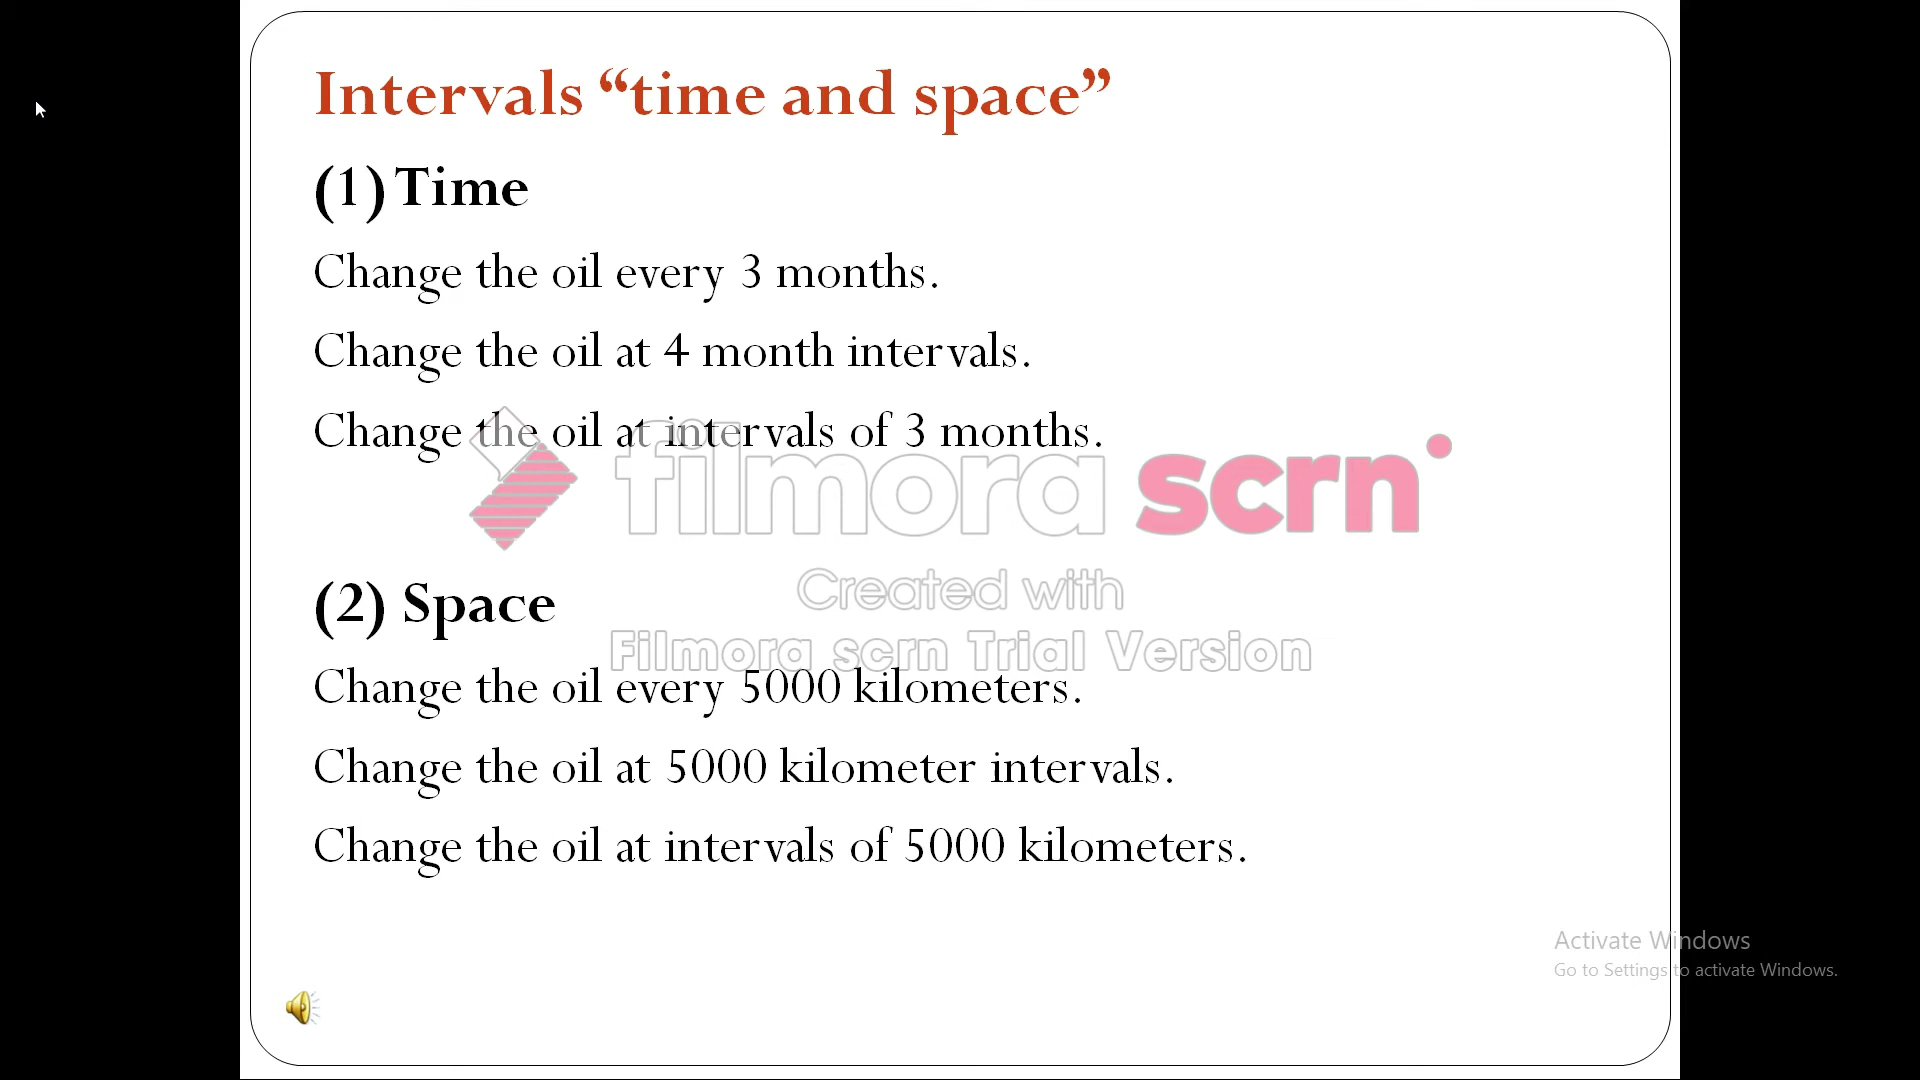 Intervals “time and space”
(1) Time
Change the oil every 3 months.
Change the oil at 4 month intervals.
Change the oil at intervals of 3 months.
filmora scrn
(2) Space
Created with
Filmora scrn Trial Version
Change the oil every 5000 kilometers.
Change the oil at 5000 kilometer intervals.
Change the oil at intervals of 5000 kilometers.
Activate Windows
Go to Settings to activate Windows.